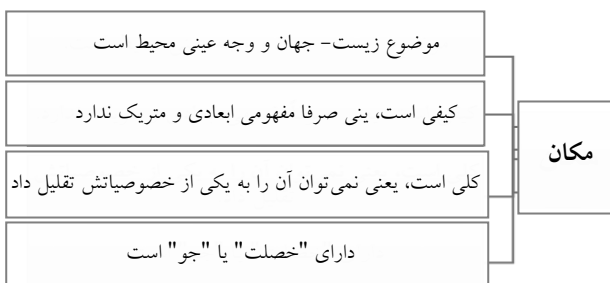 مکان
موضوع زیست- جهان و وجه عینی محیط است
کیفی است، ینی صرفا مفهومی ابعادی و متریک ندارد
کلی است، یعنی نمی‌توان آن را به یکی از خصوصیاتش تقلیل داد
دارای "خصلت" یا "جو" است